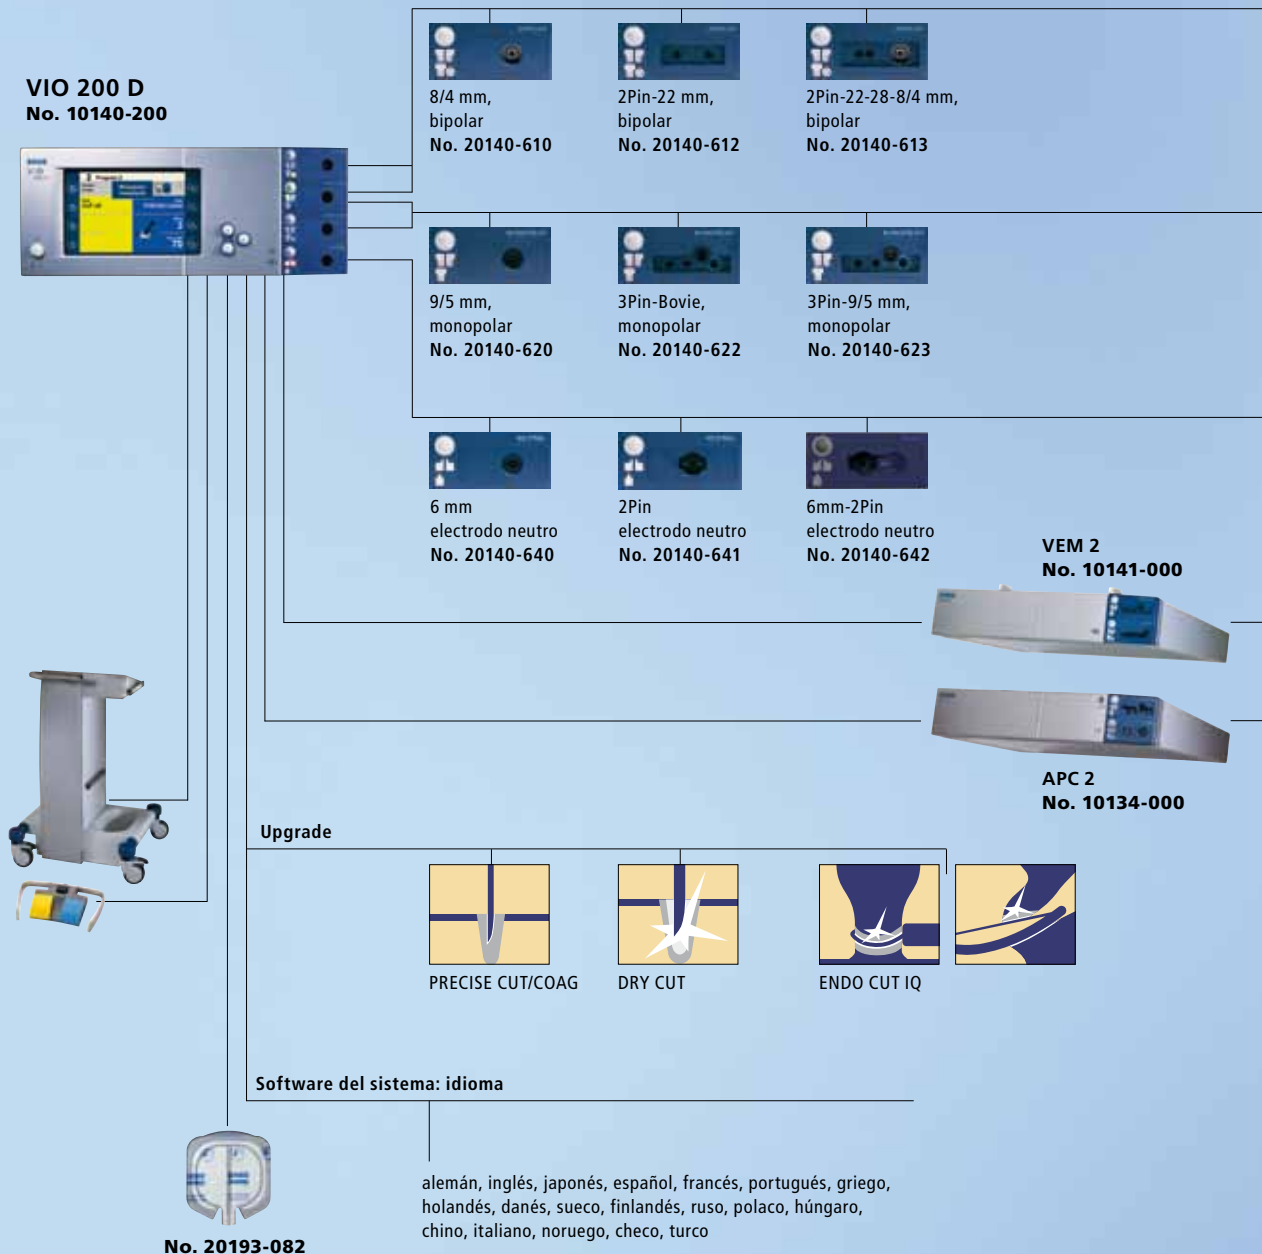 VIO 200 D
No. 10140-200
8/4 mm,
bipolar
No. 20140-610
2Pin-22 mm,
bipolar
No. 20140-612
2Pin-22-28-8/4 mm,
bipolar
No. 20140-613
9/5 mm,
monopolar
No. 20140-620
3Pin-Bovie,
monopolar
No. 20140-622
3Pin-9/5 mm,
monopolar
No. 20140-623
6 mm
electrodo neutro
No. 20140-640
2Pin
electrodo neutro
No. 20140-641
6mm-2Pin
electrodo neutro
No. 20140-642
VEM 2
No. 10141-000
APC 2
No. 10134-000
Upgrade
PRECISE CUT/COAG
DRY CUT
ENDO CUT IQ
Software del sistema: idioma
alemán, inglés, japonés, español, francés, portugués, griego,
holandés, danés, sueco, finlandés, ruso, polaco, húngaro,
chino, italiano, noruego, checo, turco
No. 20193-082